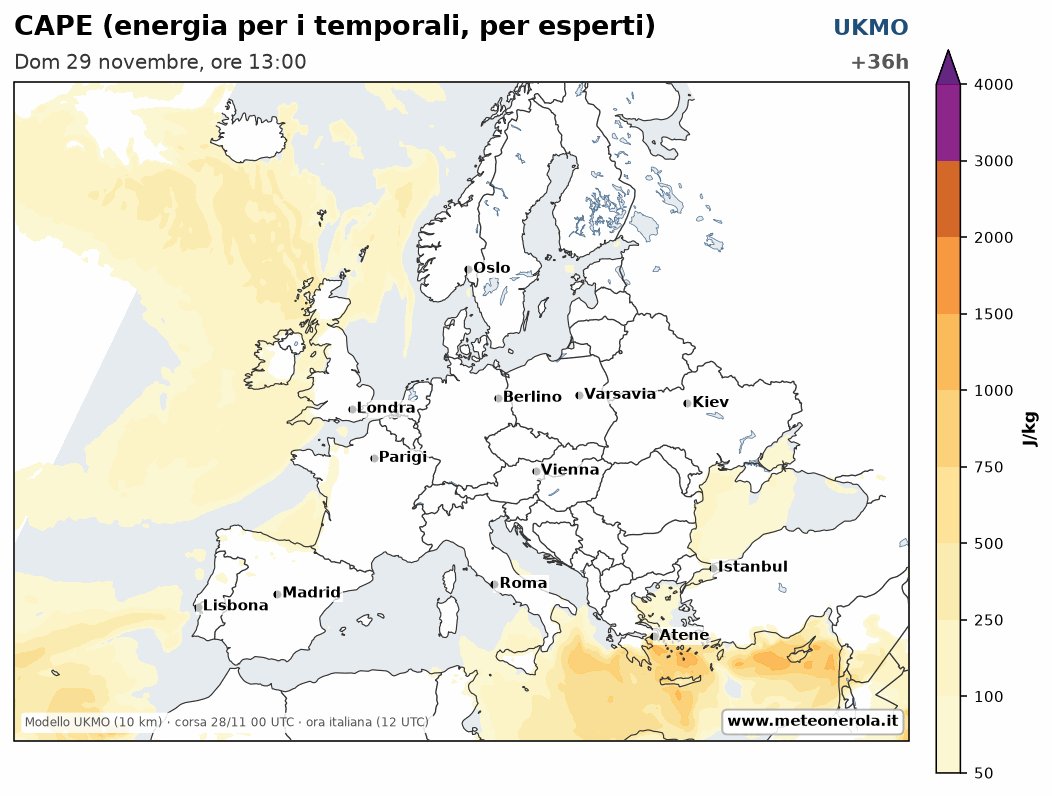 CAPE (energia per i temporali, per esperti)
UKMO
Dom 29 novembre, ore 13:00
+36h
4000
3000
2000
1500
1000
750
500
250
100
50
J/kg
Oslo
Berlino
Varsavia
Kiev
Londra
Parigi
Vienna
Istanbul
Roma
Madrid
Lisbona
Atene
Modello UKMO (10 km) · corsa 28/11 00 UTC · ora italiana (12 UTC)
www.meteonerola.it